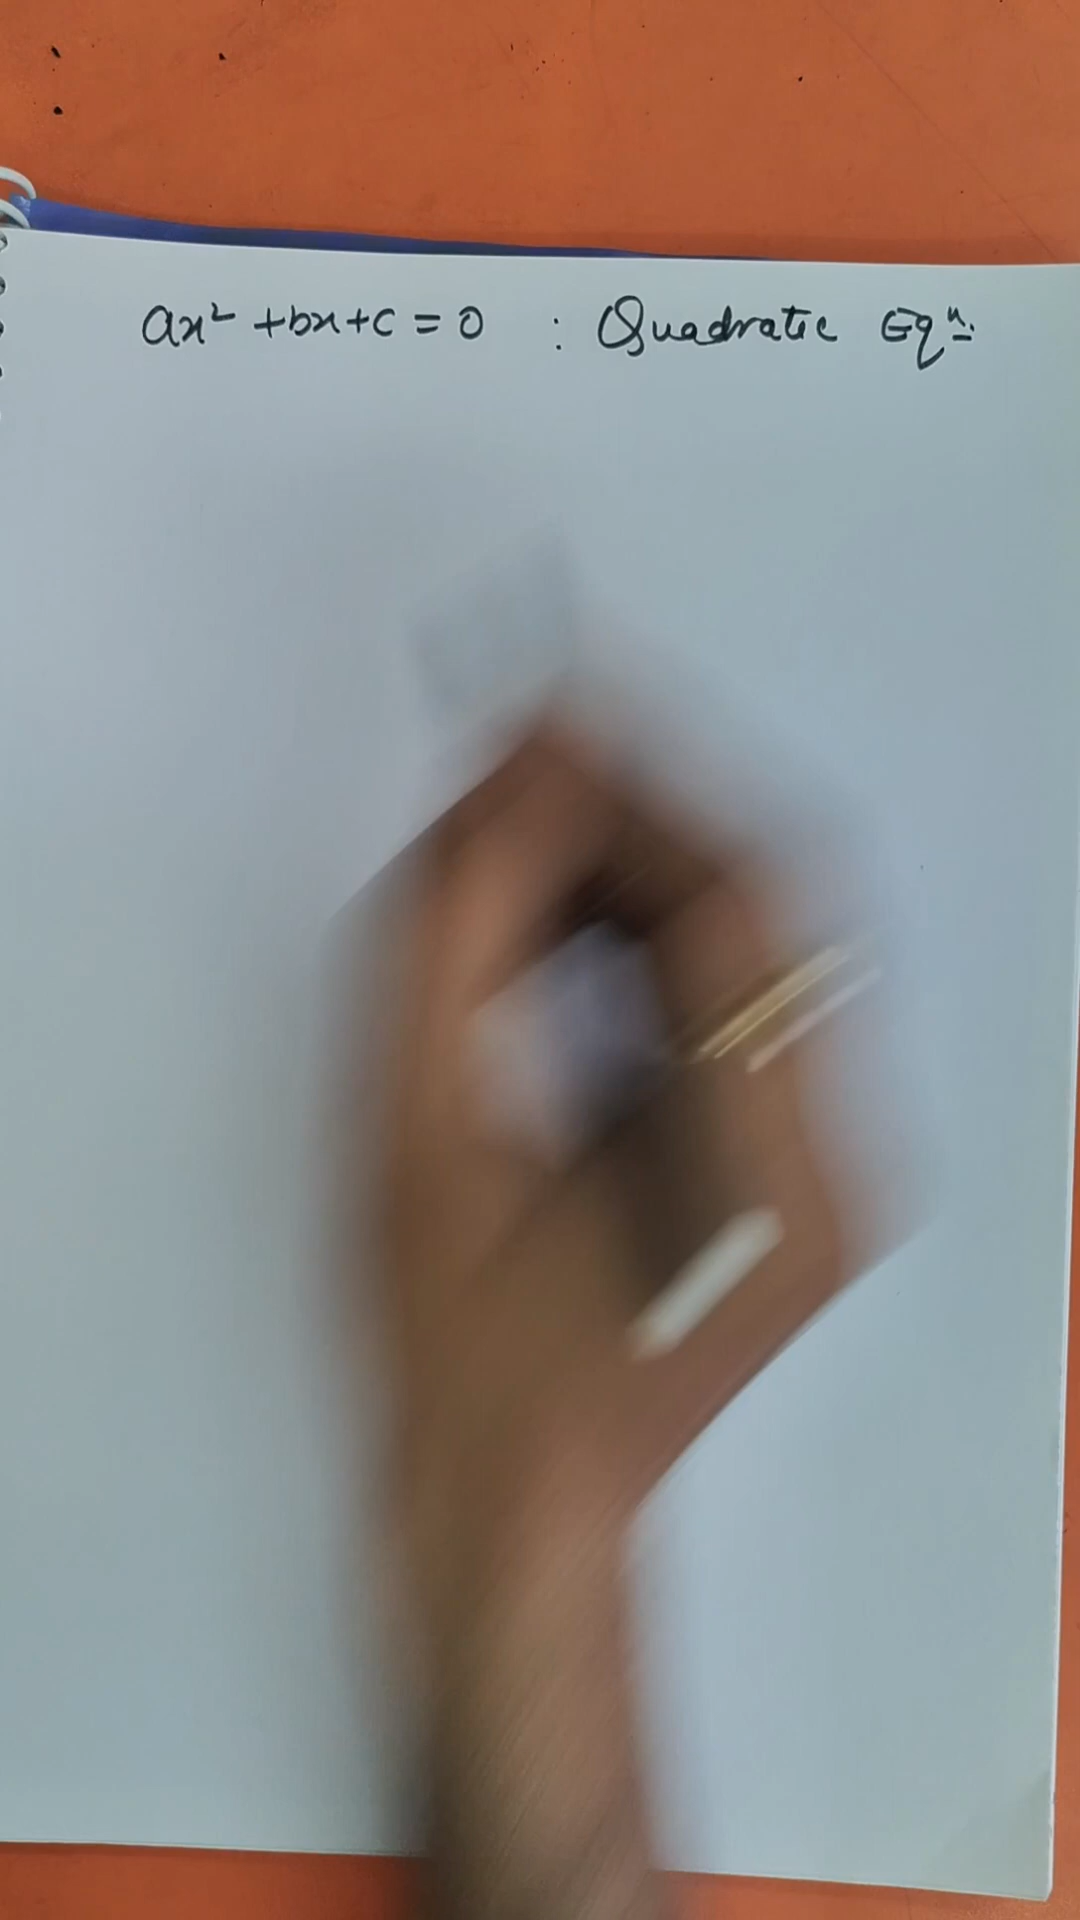 ax² + bx + c = 0 : Quadratic Eqⁿ.